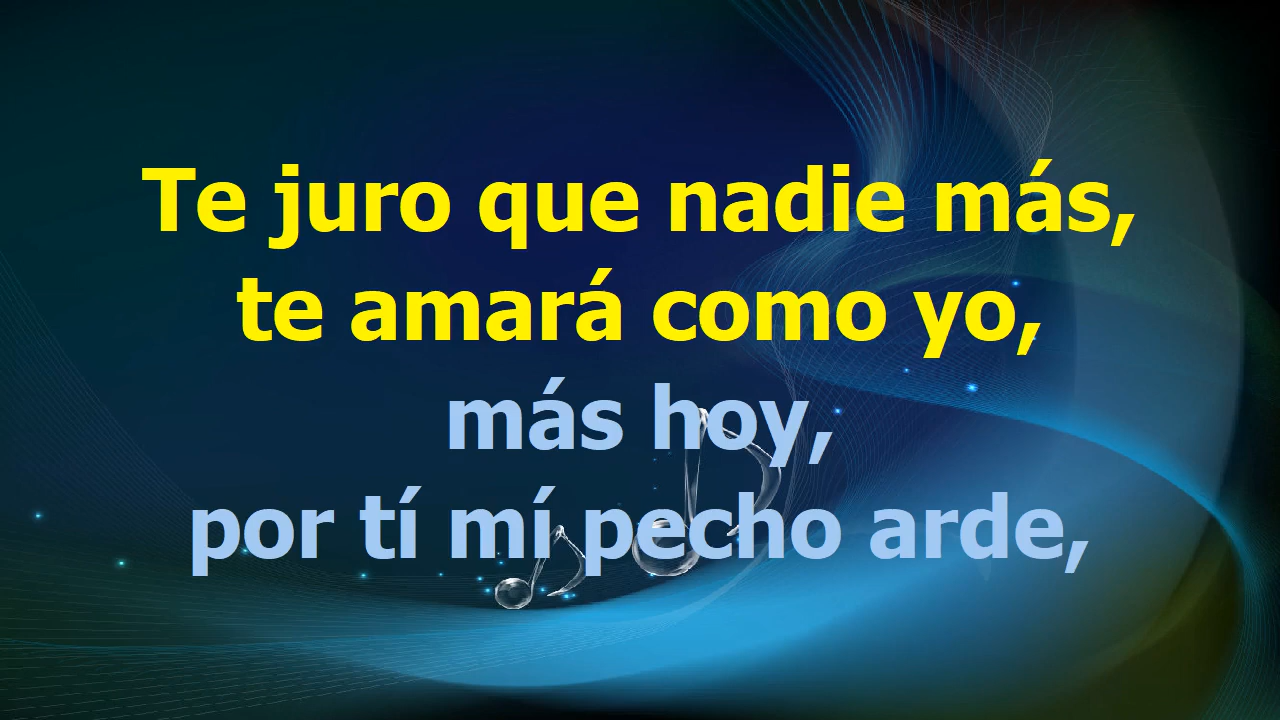 Te juro que nadie más,
te amará como yo,
más hoy,
por tí mí pecho arde,